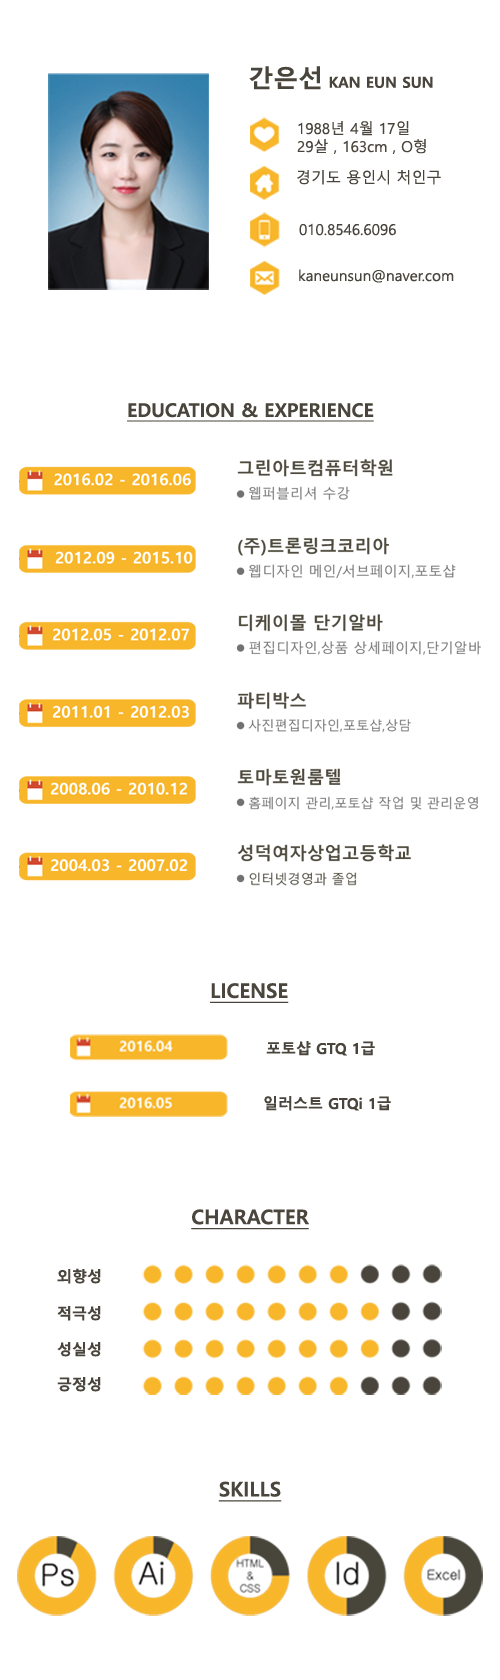 간은선 KAN EUN SUN
1988년 4월 17일
29살 , 163cm , O형
경기도 용인시 처인구
010.8546.6096
kaneunsun@naver.com
EDUCATION & EXPERIENCE
2016.02 - 2016.06 그린아트컴퓨터학원
● 웹퍼블리셔 수강
2012.09 - 2015.10 (주)트론링크코리아
● 웹디자인 메인/서브페이지,포토샵
2012.05 - 2012.07 디케이몰 단기알바
● 편집디자인,상품 상세페이지,단기알바
2011.01 - 2012.03 파티박스
● 사진편집디자인,포토샵,상담
2008.06 - 2010.12 토마토원룸텔
● 홈페이지 관리,포토샵 작업 및 관리운영
2004.03 - 2007.02 성덕여자상업고등학교
● 인터넷경영과 졸업
LICENSE
2016.04 포토샵 GTQ 1급
2016.05 일러스트 GTQi 1급
CHARACTER
외향성
적극성
성실성
긍정성
SKILLS
Ps
Ai
HTML
&
CSS
Id
Excel